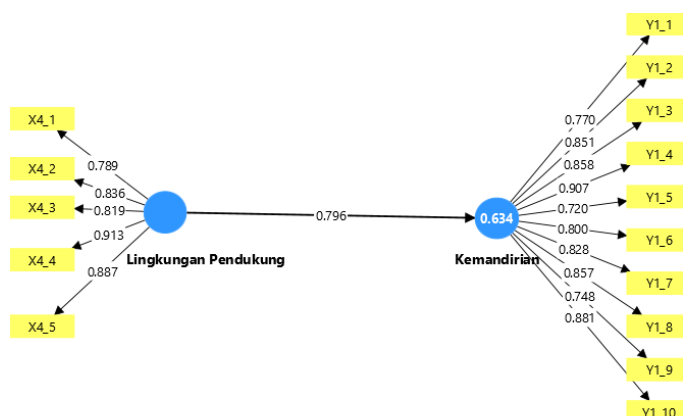 X4_1
X4_2
X4_3
X4_4
X4_5
0.789
0.836
0.819
0.913
0.887
Lingkungan Pendukung
0.796
0.634
Kemandirian
0.770
0.851
0.858
0.907
0.720
0.800
0.828
0.857
0.748
0.881
Y1_1
Y1_2
Y1_3
Y1_4
Y1_5
Y1_6
Y1_7
Y1_8
Y1_9
Y1_10